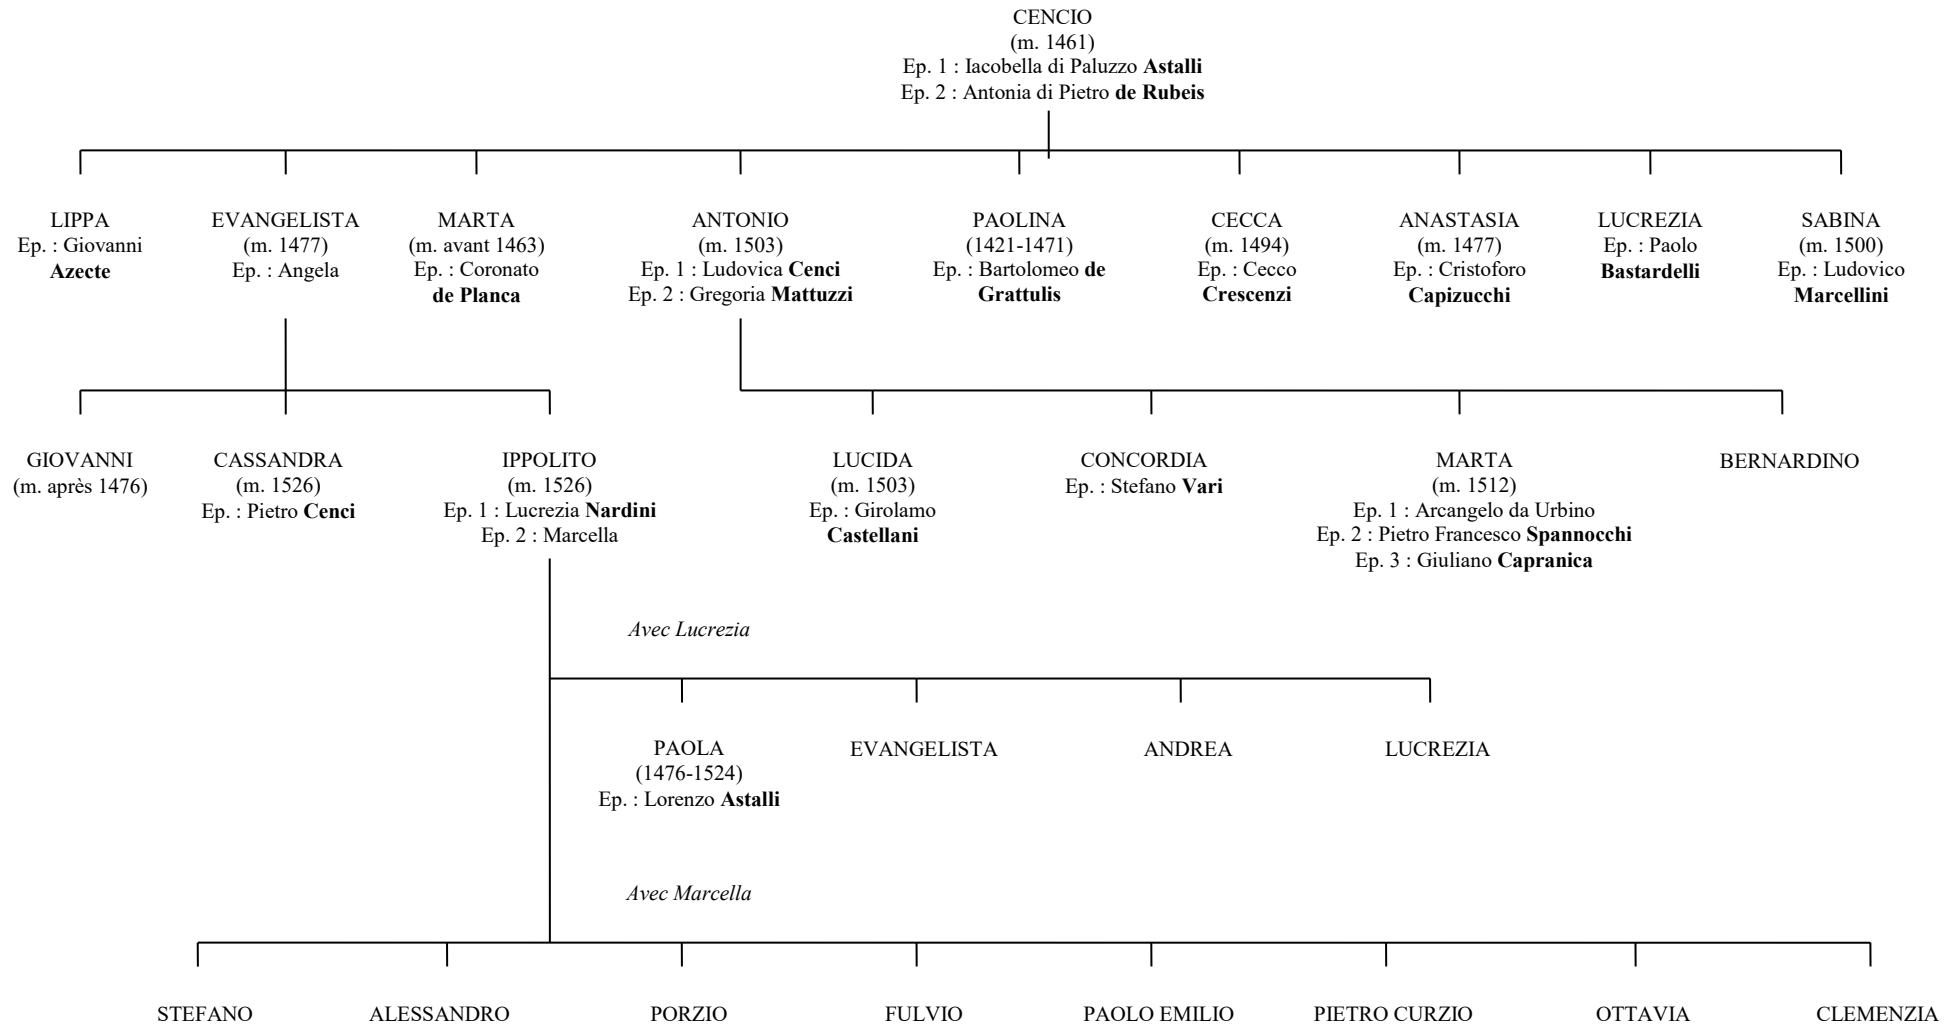 CENCIO
(m. 1461)
Ep. 1 : Iacobella di Paluzzo Astalli
Ep. 2 : Antonia di Pietro de Rubeis
LIPPA
Ep. : Giovanni
Azecte
EVANGELISTA
(m. 1477)
Ep. : Angela
MARTA
(m. avant 1463)
Ep. : Coronato
de Planca
ANTONIO
(m. 1503)
Ep. 1 : Ludovica Cenci
Ep. 2 : Gregoria Mattuzzi
PAOLINA
(1421-1471)
Ep. : Bartolomeo de
Grattulis
CECCA
(m. 1494)
Ep. : Cecco
Crescenzi
ANASTASIA
(m. 1477)
Ep. : Cristoforo
Capizucchi
LUCREZIA
Ep. : Paolo
Bastardelli
SABINA
(m. 1500)
Ep. : Ludovico
Marcellini
GIOVANNI
(m. après 1476)
CASSANDRA
(m. 1526)
Ep. : Pietro Cenci
IPPOLITO
(m. 1526)
Ep. 1 : Lucrezia Nardini
Ep. 2 : Marcella
LUCIDA
(m. 1503)
Ep. : Girolamo
Castellani
CONCORDIA
Ep. : Stefano Vari
MARTA
(m. 1512)
Ep. 1 : Arcangelo da Urbino
Ep. 2 : Pietro Francesco Spannocchi
Ep. 3 : Giuliano Capranica
BERNARDINO
Avec Lucrezia
PAOLA
(1476-1524)
Ep. : Lorenzo Astalli
EVANGELISTA
ANDREA
LUCREZIA
Avec Marcella
STEFANO
ALESSANDRO
PORZIO
FULVIO
PAOLO EMILIO
PIETRO CURZIO
OTTAVIA
CLEMENZIA